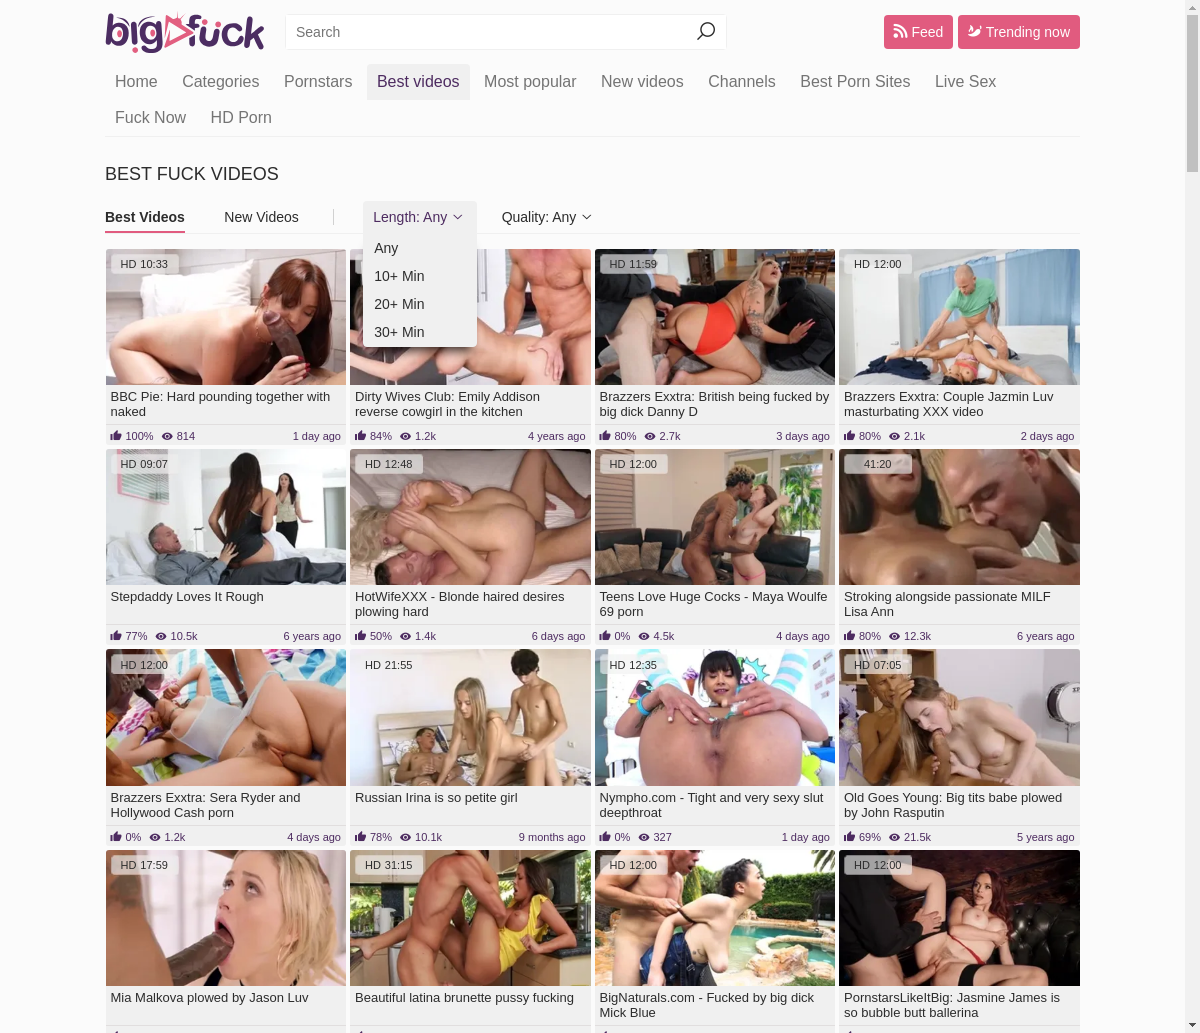 bigfuck
Search
Feed
Trending now
Home
Categories
Pornstars
Best videos
Most popular
New videos
Channels
Best Porn Sites
Live Sex
Fuck Now
HD Porn
BEST FUCK VIDEOS
Best Videos
New Videos
Length: Any
Quality: Any
Any
10+ Min
20+ Min
30+ Min
HD 10:33
BBC Pie: Hard pounding together with
naked
100% 814 1 day ago
Dirty Wives Club: Emily Addison
reverse cowgirl in the kitchen
84% 1.2k 4 years ago
HD 11:59
Brazzers Exxtra: British being fucked by
big dick Danny D
80% 2.7k 3 days ago
HD 12:00
Brazzers Exxtra: Couple Jazmin Luv
masturbating XXX video
80% 2.1k 2 days ago
HD 09:07
Stepdaddy Loves It Rough
77% 10.5k 6 years ago
HD 12:48
HotWifeXXX - Blonde haired desires
plowing hard
50% 1.4k 6 days ago
HD 12:00
Teens Love Huge Cocks - Maya Woulfe
69 porn
0% 4.5k 4 days ago
41:20
Stroking alongside passionate MILF
Lisa Ann
80% 12.3k 6 years ago
HD 12:00
Brazzers Exxtra: Sera Ryder and
Hollywood Cash porn
0% 1.2k 4 days ago
HD 21:55
Russian Irina is so petite girl
78% 10.1k 9 months ago
HD 12:35
Nympho.com - Tight and very sexy slut
deepthroat
0% 327 1 day ago
HD 07:05
Old Goes Young: Big tits babe plowed
by John Rasputin
69% 21.5k 5 years ago
HD 17:59
Mia Malkova plowed by Jason Luv
HD 31:15
Beautiful latina brunette pussy fucking
HD 12:00
BigNaturals.com - Fucked by big dick
Mick Blue
HD 12:00
PornstarsLikeItBig: Jasmine James is
so bubble butt ballerina